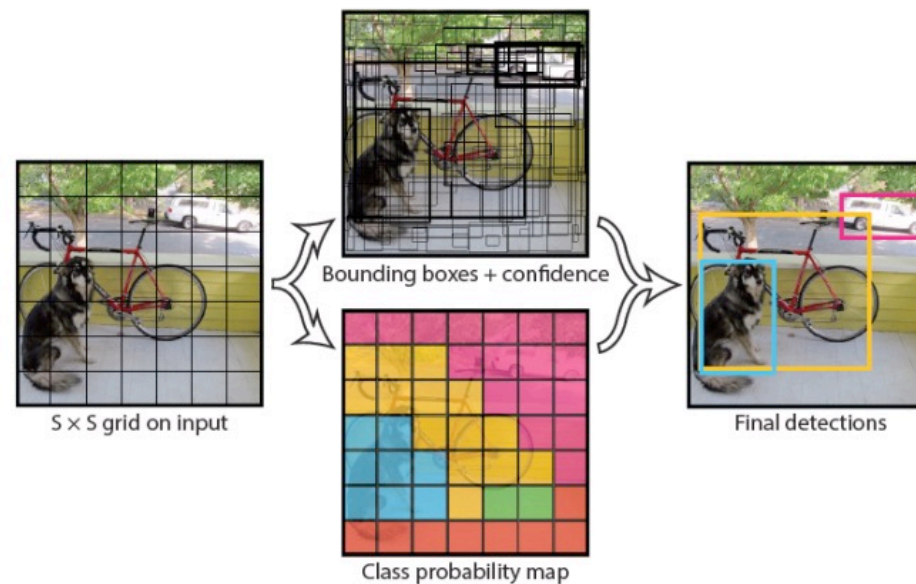 S × S grid on input
Bounding boxes + confidence
Class probability map
Final detections